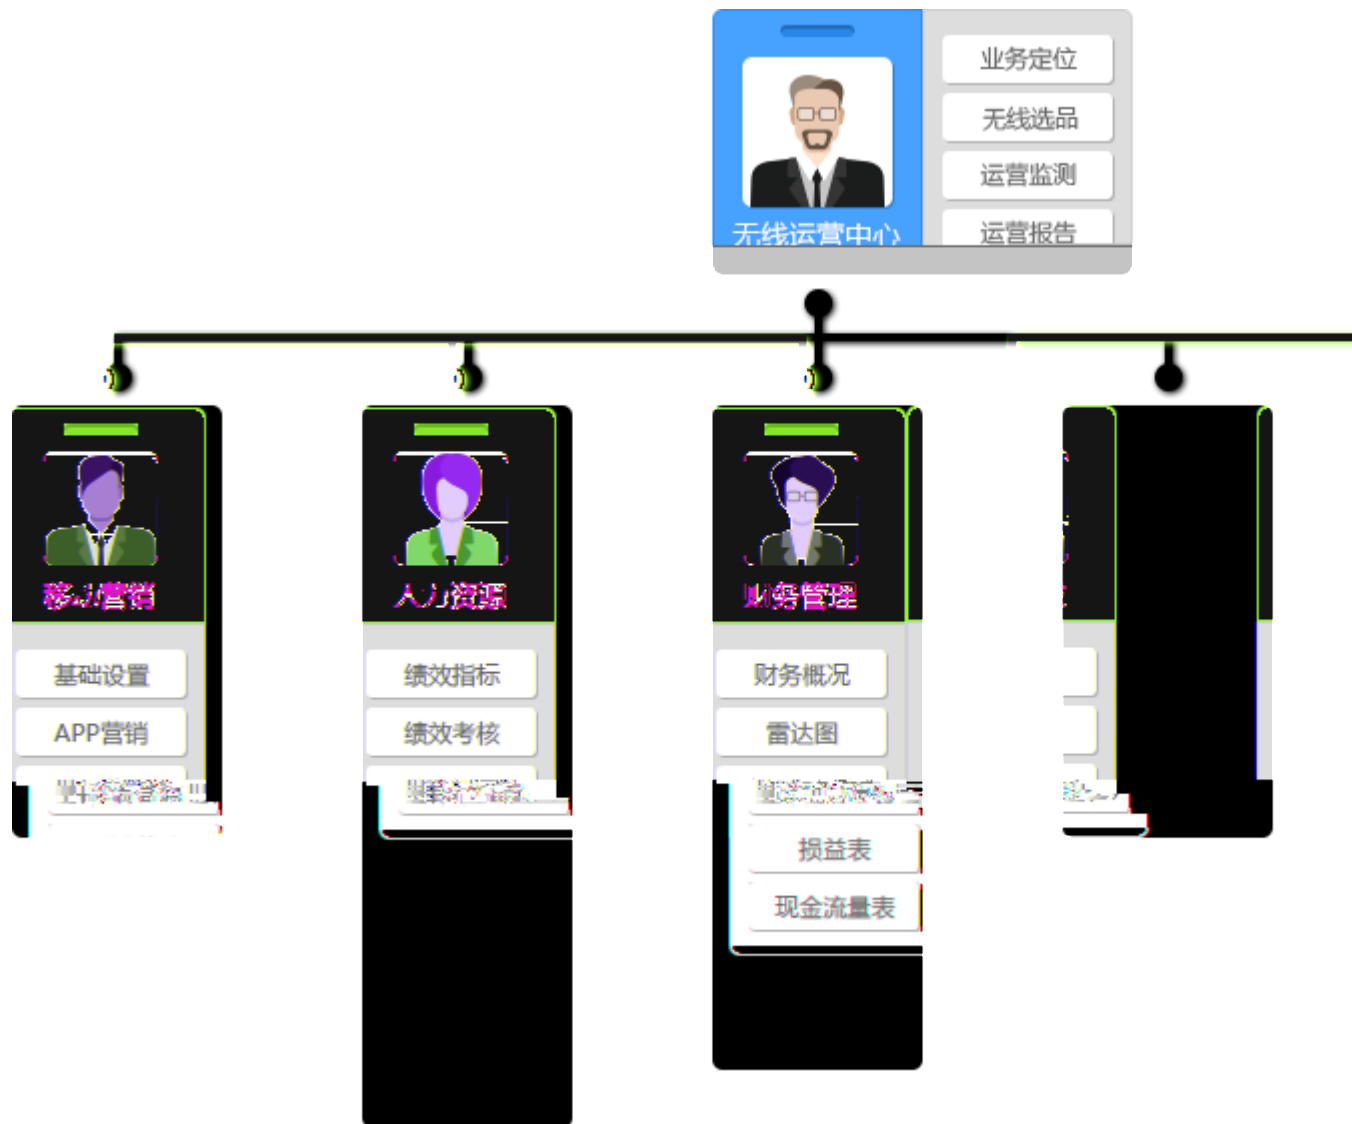 业务定位
无线选品
运营监测
无线运营中心
运营报告
移动营销
人力资源
财务管理
基础设置
绩效指标
财务概况
APP营销
绩效考核
雷达图
损益表
现金流量表